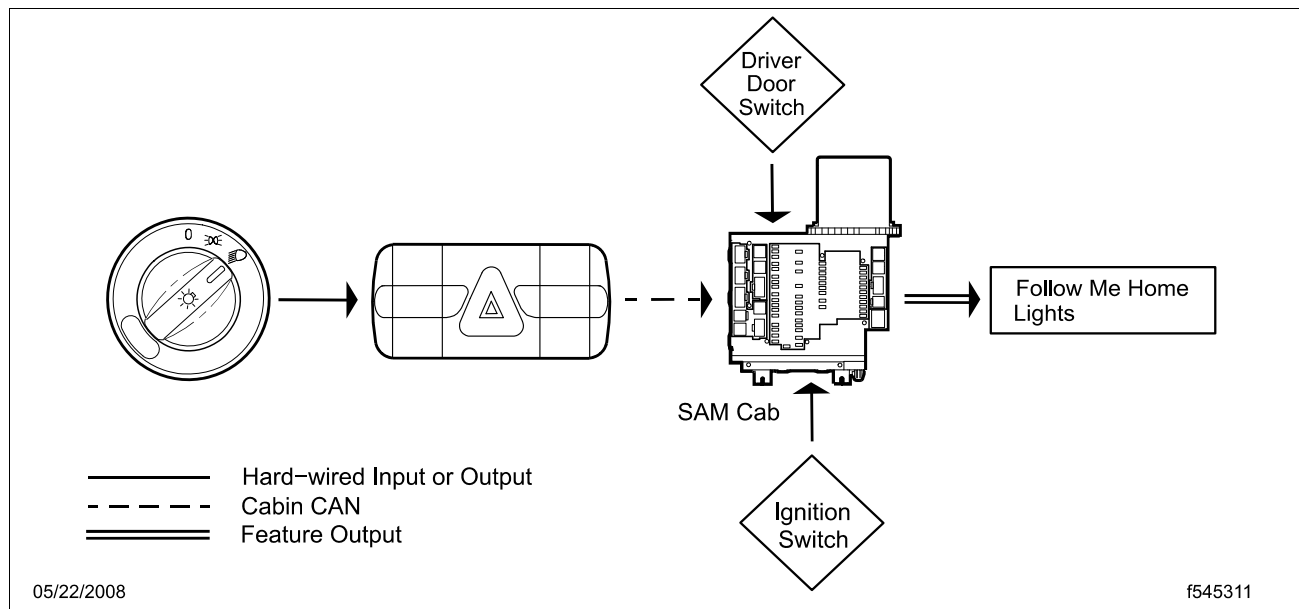 Driver
Door
Switch
0
Follow Me Home
Lights
SAM Cab
Hard-wired Input or Output
Cabin CAN
Feature Output
Ignition
Switch
05/22/2008
f545311